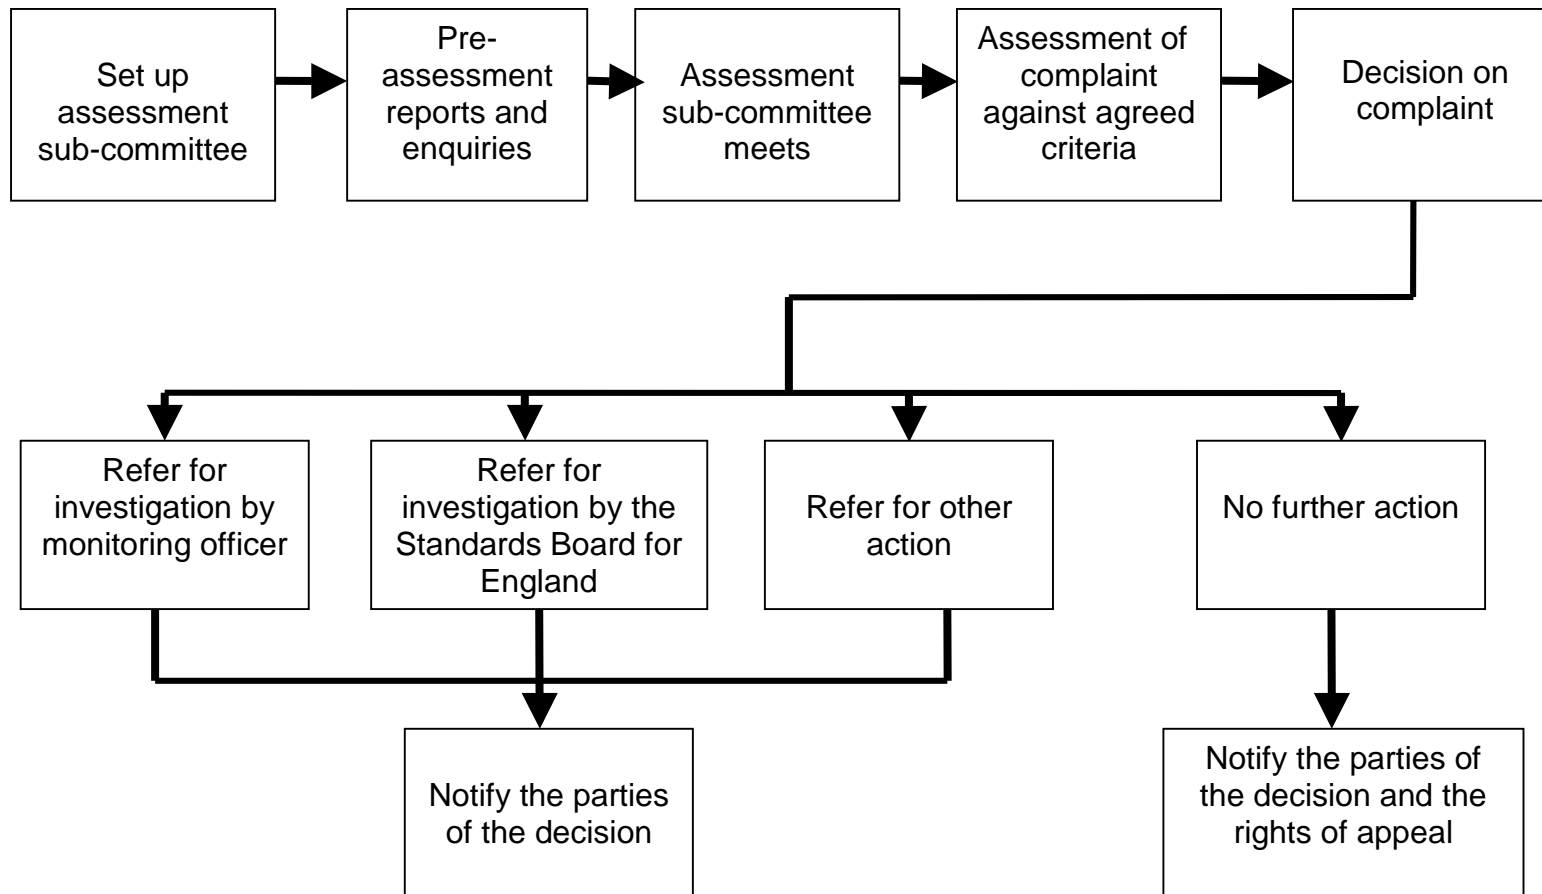 Set up
assessment
sub-committee
Pre-
assessment
reports and
enquiries
Assessment
sub-committee
meets
Assessment of
complaint
against agreed
criteria
Decision on
complaint
Refer for
investigation by
monitoring officer
Refer for
investigation by the
Standards Board for
England
Refer for other
action
No further action
Notify the parties
of the decision
Notify the parties of
the decision and the
rights of appeal